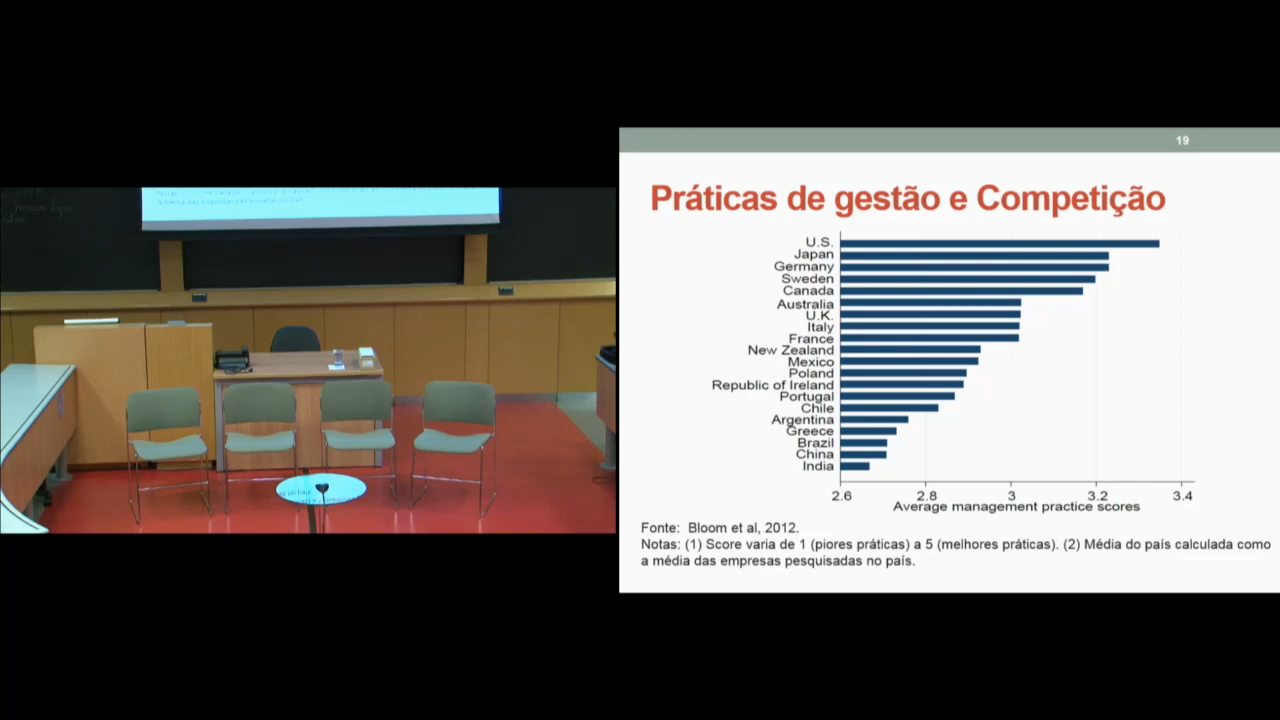 19
Práticas de gestão e Competição
U.S.
Japan
Germany
Sweden
Canada
Australia
U.K.
Italy
France
New Zealand
Mexico
Poland
Republic of Ireland
Portugal
Chile
Argentina
Greece
Brazil
China
India
2.6 2.8 3 3.2 3.4
Average management practice scores
Fonte: Bloom et al, 2012.
Notas: (1) Score varia de 1 (piores práticas) a 5 (melhores práticas). (2) Média do país calculada como
a média das empresas pesquisadas no país.